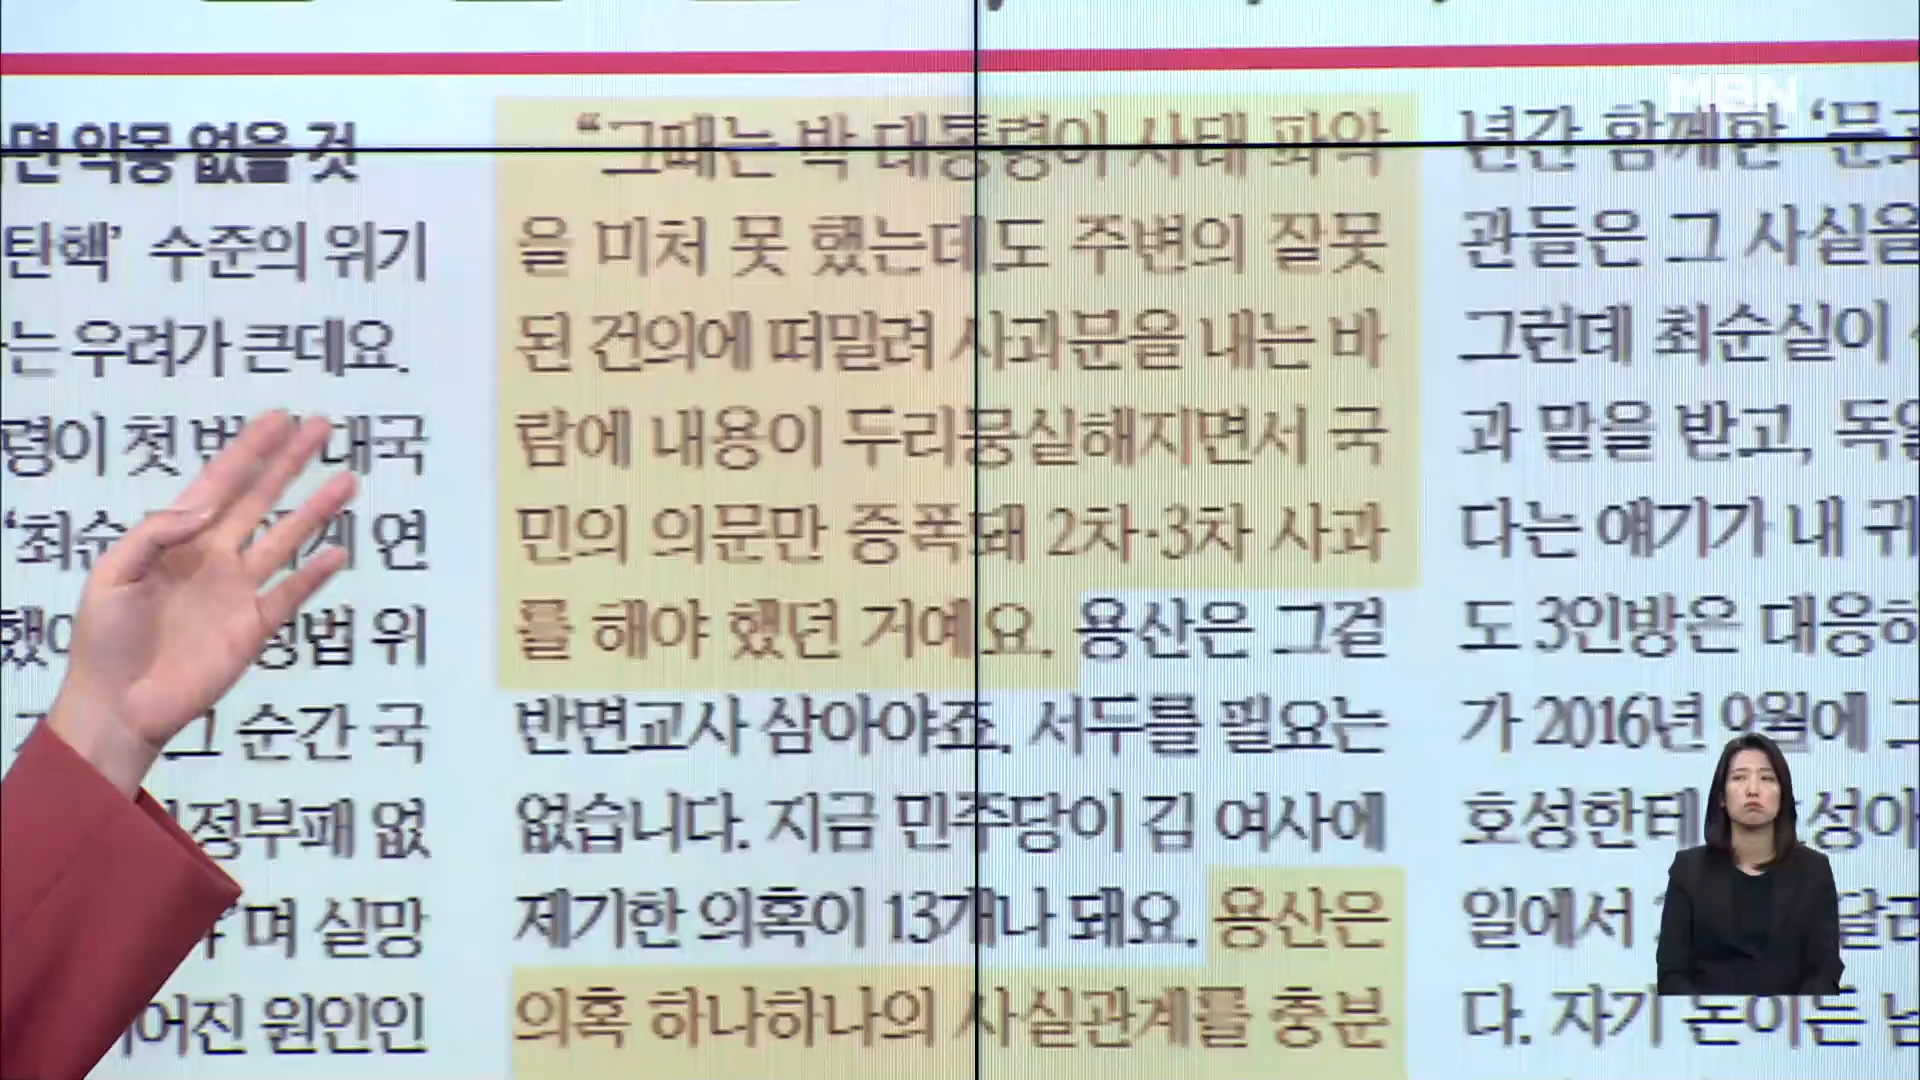 MBN
면 악몽 없을 것
탄핵’ 수준의 위기
는 우려가 큰데요.
령이 첫 대국
‘최순 연
했 법 위
그 순간 국
정부패 없
며 실망
어진 원인인
“그때는 박 대통령이 사태 파악
을 미처 못 했는데도 주변의 잘못
된 건의에 떠밀려 사과문을 내는 바
람에 내용이 두리뭉실해지면서 국
민의 의문만 증폭돼 2차·3차 사과
를 해야 했던 거예요. 용산은 그걸
반면교사 삼아야죠. 서두를 필요는
없습니다. 지금 민주당이 김 여사에
제기한 의혹이 13개나 돼요. 용산은
의혹 하나하나의 사실관계를 충분
년간 함께한 ‘문고
관들은 그 사실을
그런데 최순실이
과 말을 받고, 독일
다는 얘기가 내 귀
도 3인방은 대응하
가 2016년 9월에 그
호성한테 성아
일에서 달라
다. 자기 돈이든 남